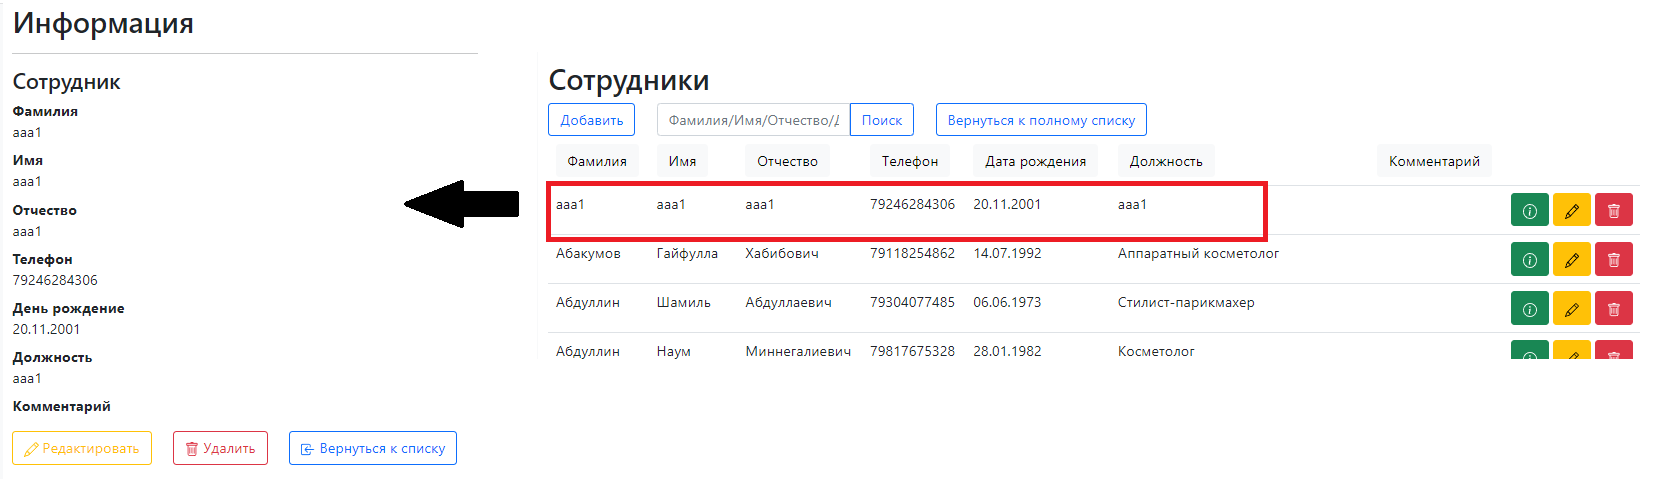 Информация
Сотрудник
Фамилия
ааа1
Имя
ааа1
Отчество
ааа1
Телефон
79246284306
День рождение
20.11.2001
Должность
ааа1
Комментарий
Редактировать Удалить Вернуться к списку
Сотрудники
Добавить Фамилия/Имя/Отчество/Д Поиск Вернуться к полному списку
Фамилия Имя Отчество Телефон Дата рождения Должность Комментарий
ааа1 ааа1 ааа1 79246284306 20.11.2001 ааа1
Абакумов Гайфулла Хабибович 79118254862 14.07.1992 Аппаратный косметолог
Абдуллин Шамиль Абдуллаевич 79304077485 06.06.1973 Стилист-парикмахер
Абдуллин Наум Миннегалиевич 79817675328 28.01.1982 Косметолог